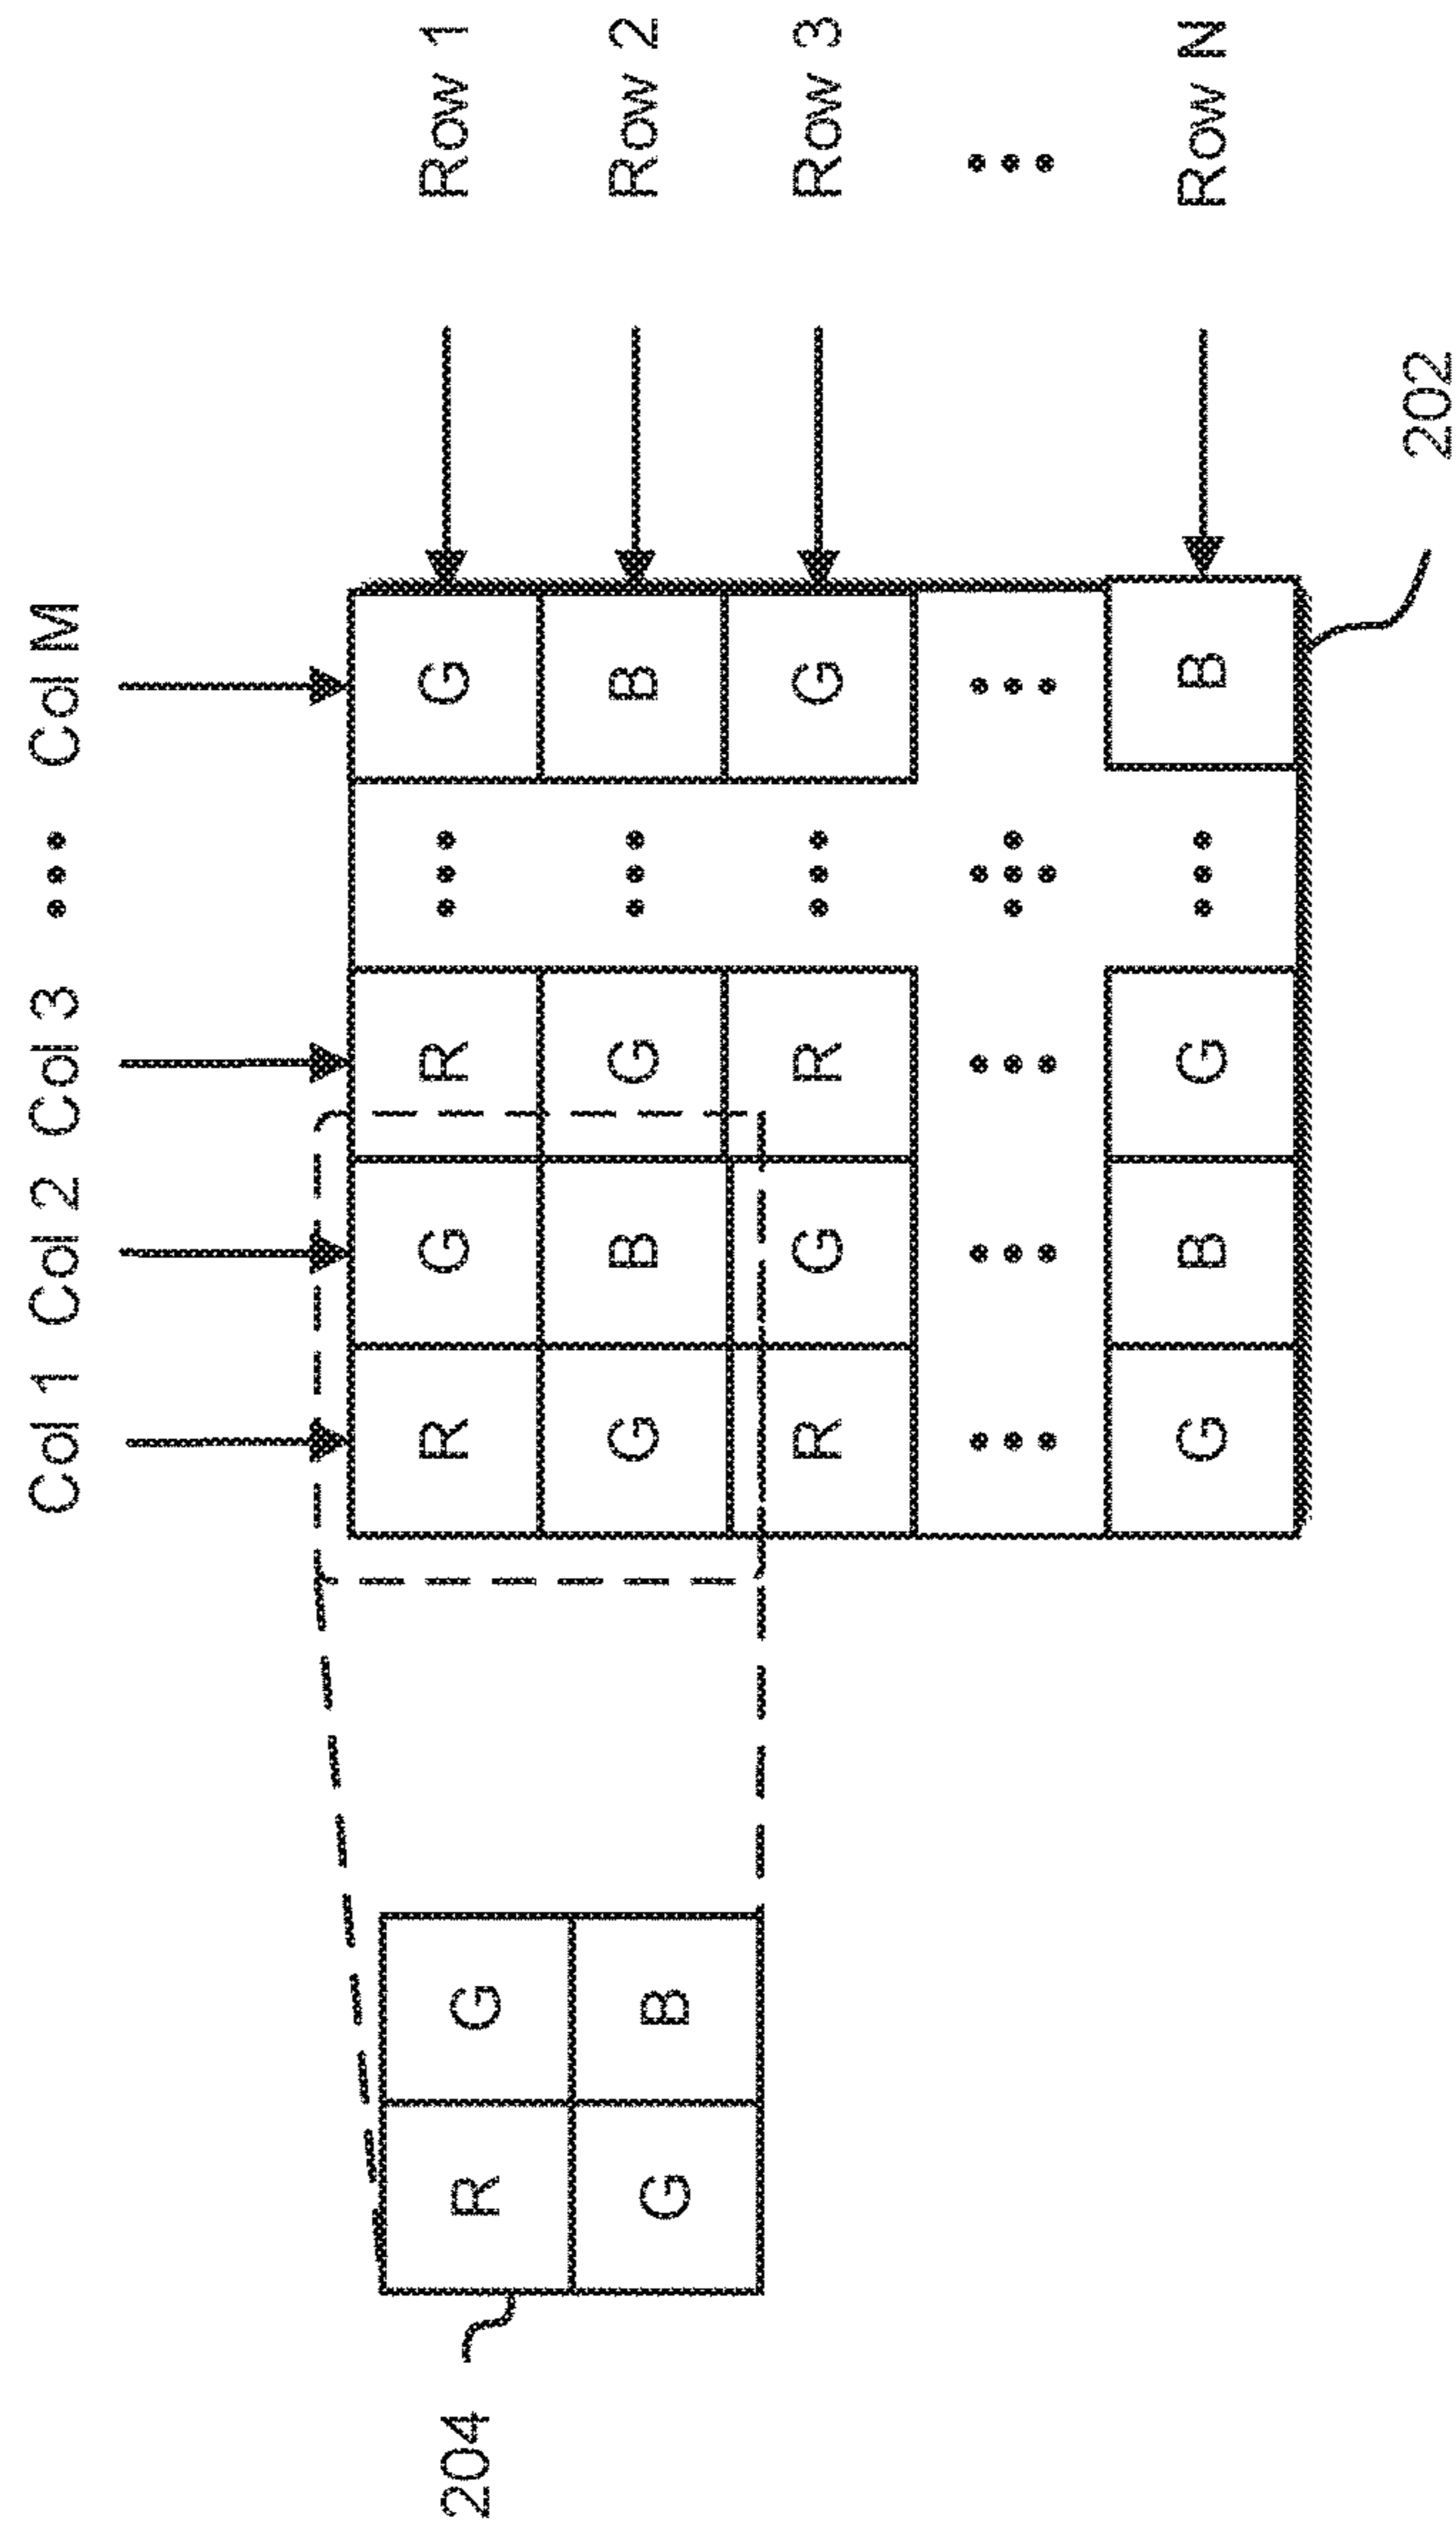 Col 1 Col 2 Col 3 ••• Col M
204
R G
G B
R G R ••• G Row 1
G B G ••• B Row 2
R G R ••• G Row 3
G B G ••• B Row N
202